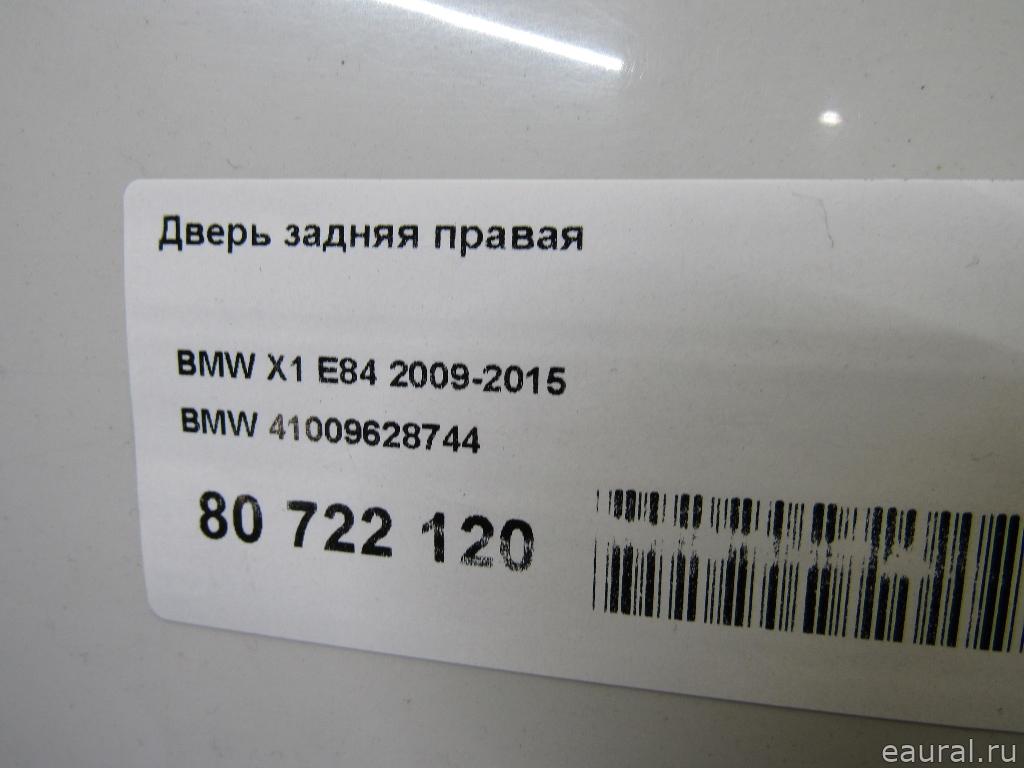 Дверь задняя правая
BMW X1 E84 2009-2015
BMW 41009628744
80 722 120
eaural.ru